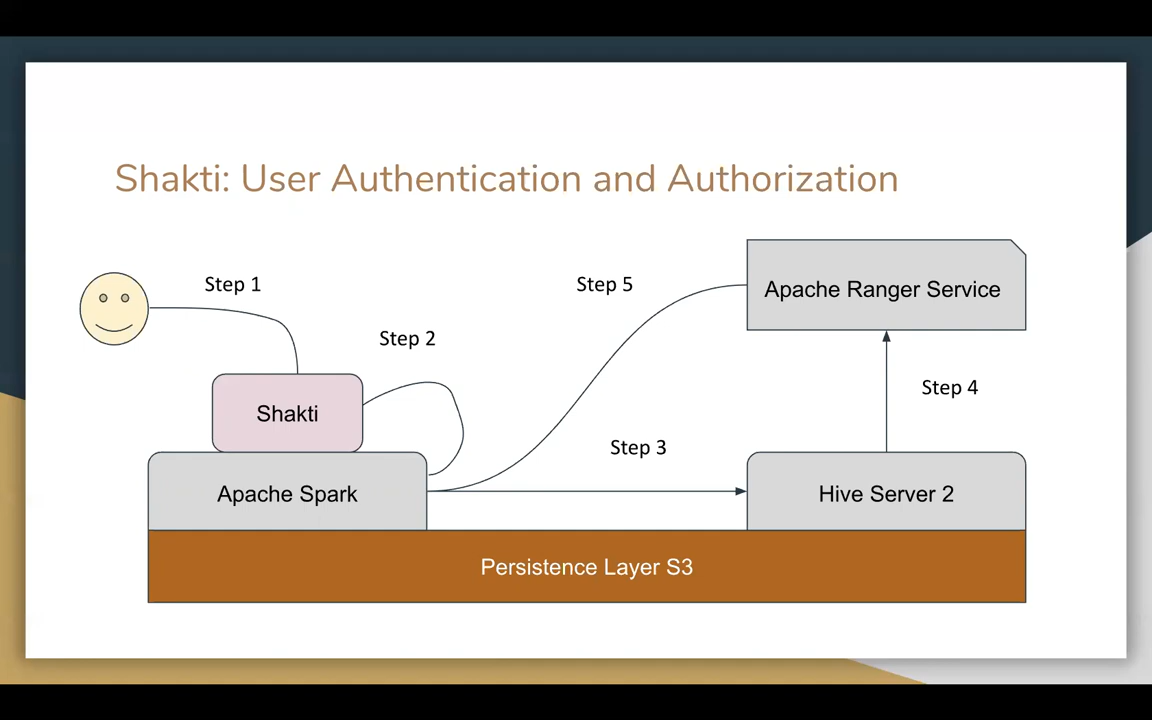 Shakti: User Authentication and Authorization
Step 1
Step 5
Apache Ranger Service
Step 2
Step 4
Shakti
Step 3
Apache Spark
Hive Server 2
Persistence Layer S3